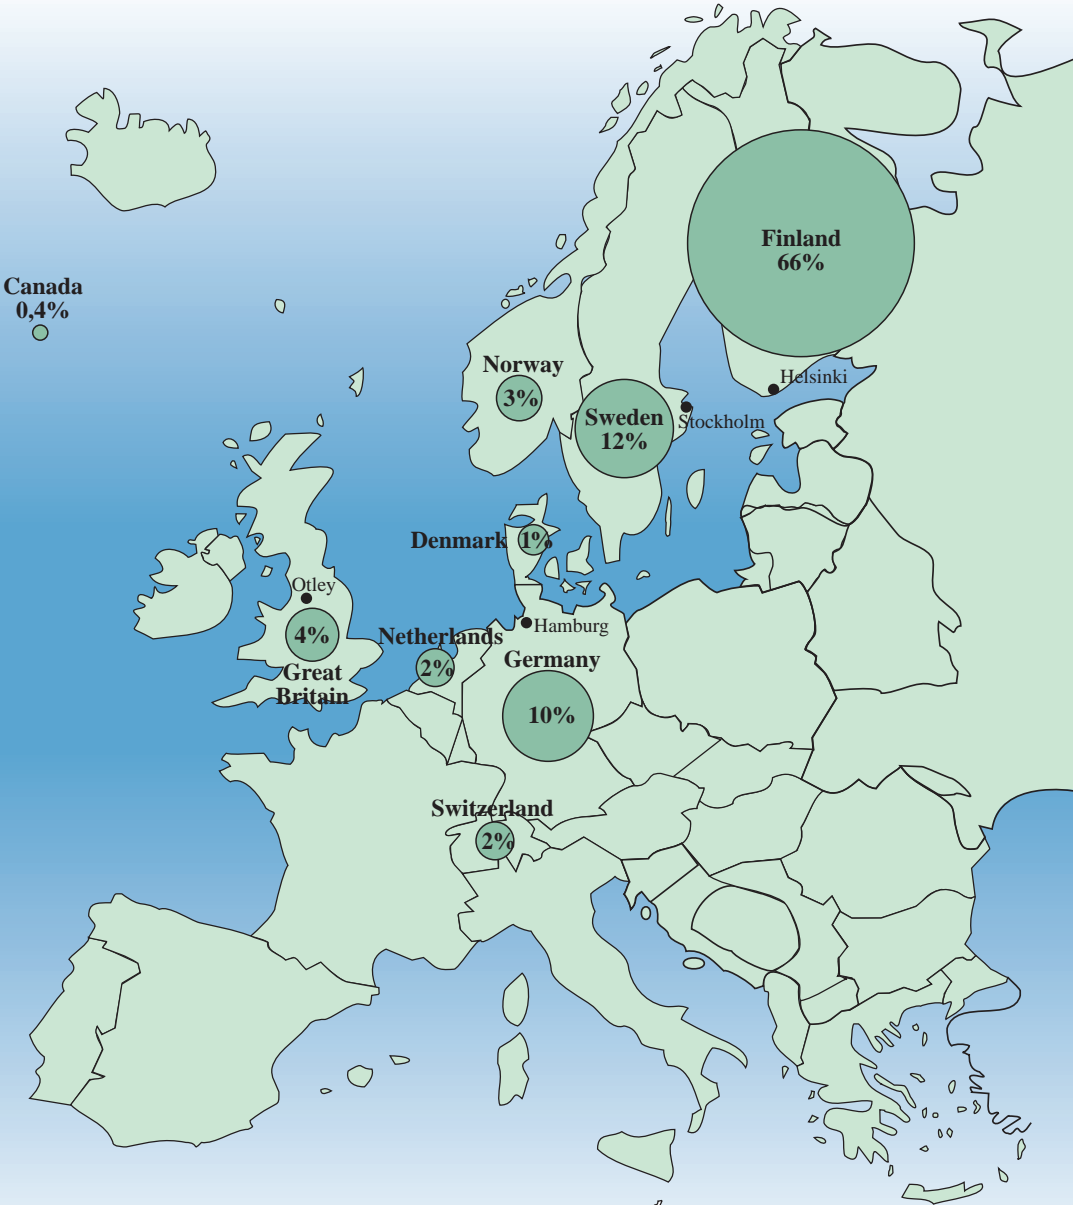 Finland
66%
Canada
0,4%
Norway
3%
Helsinki
Sweden
12%
Stockholm
Denmark
1%
Otley
4%
Great
Britain
Netherlands
2%
Hamburg
Germany
10%
Switzerland
2%